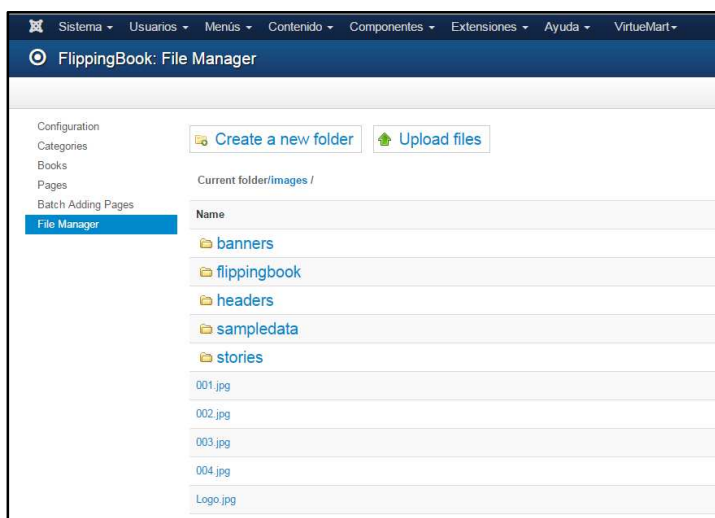 Sistema Usuarios Menús Contenido Componentes Extensiones Ayuda VirtueMart
FlippingBook: File Manager
Configuration
Categories
Books
Pages
Batch Adding Pages
File Manager
Create a new folder Upload files
Current folder/images /
Name
banners
flippingbook
headers
sampledata
stories
001.jpg
002.jpg
003.jpg
004.jpg
Logo.jpg